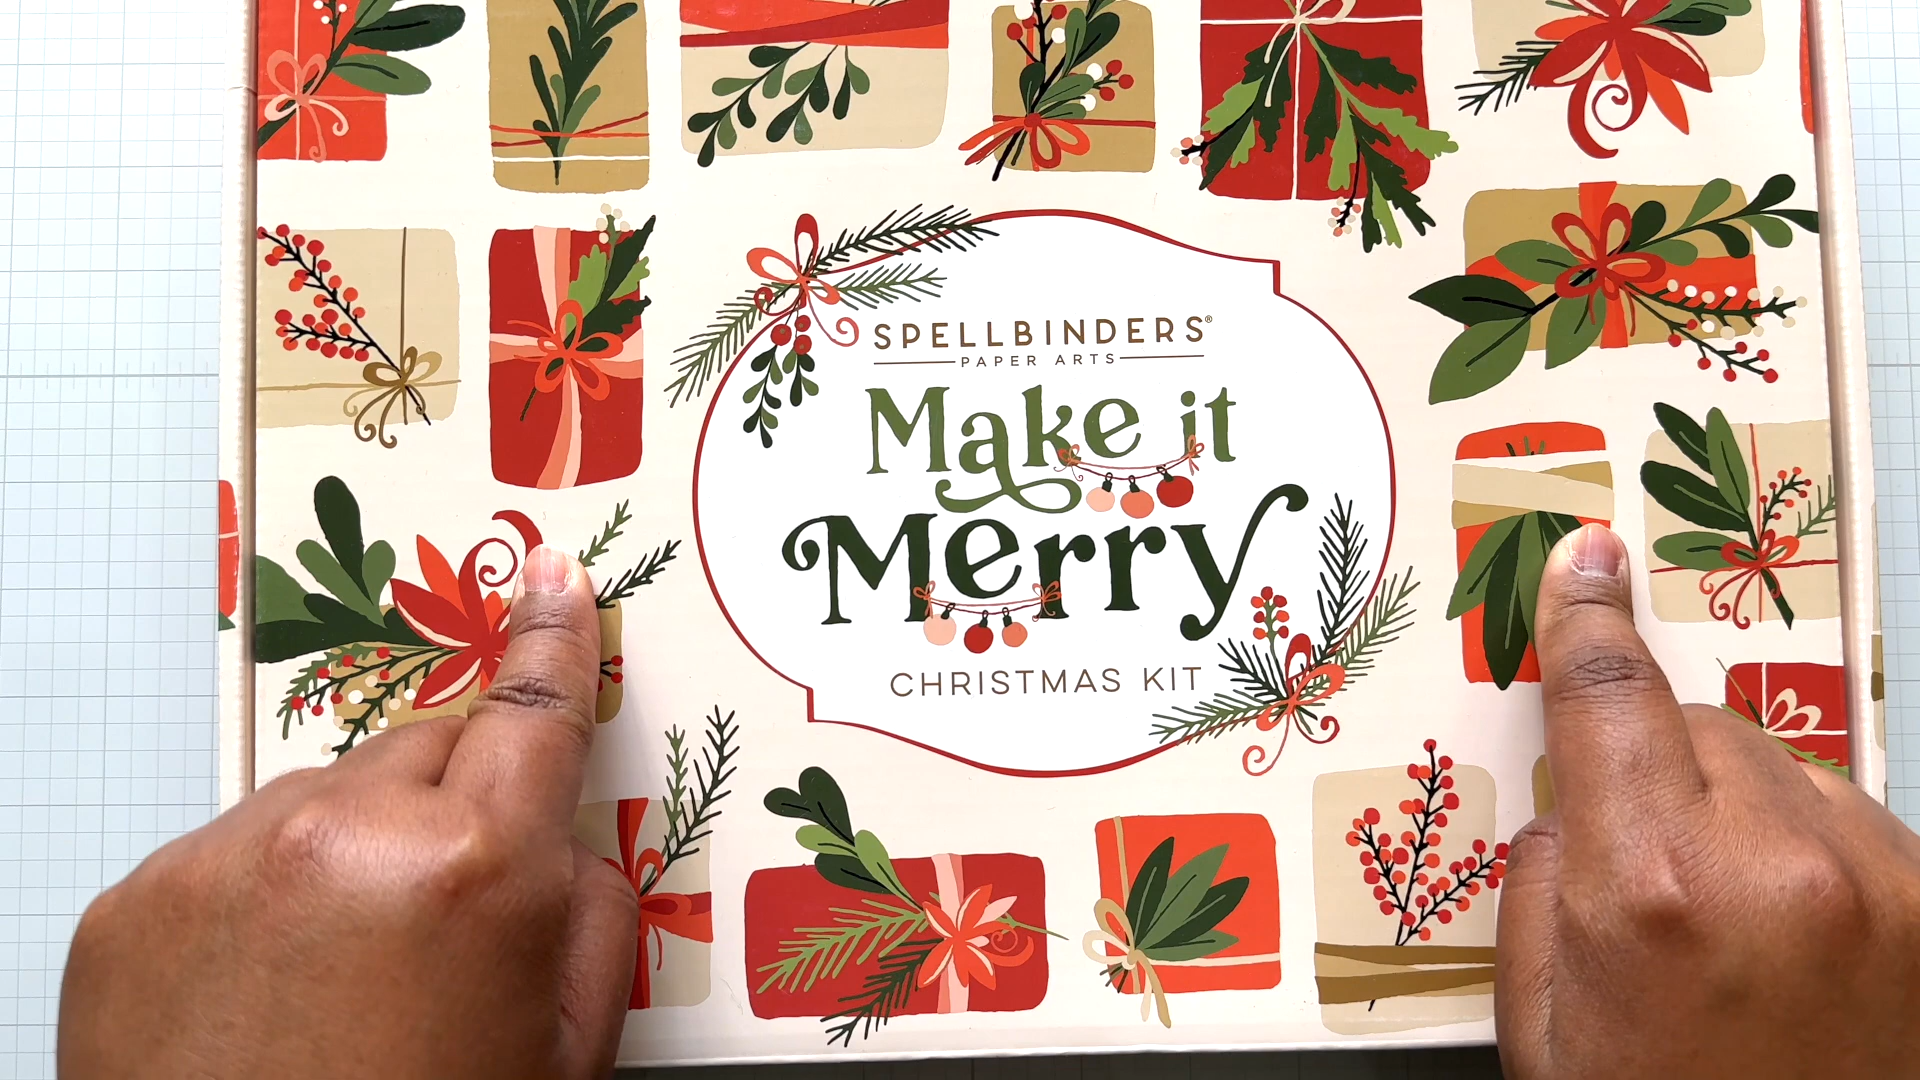 SPELLBINDERS®
PAPER ARTS
Make it
Merry
CHRISTMAS KIT